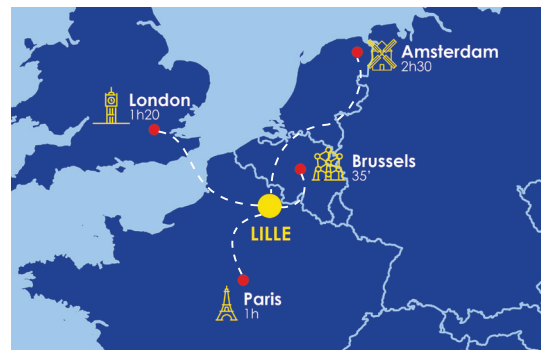 Amsterdam
2h30
London
1h20
Brussels
35'
LILLE
Paris
1h